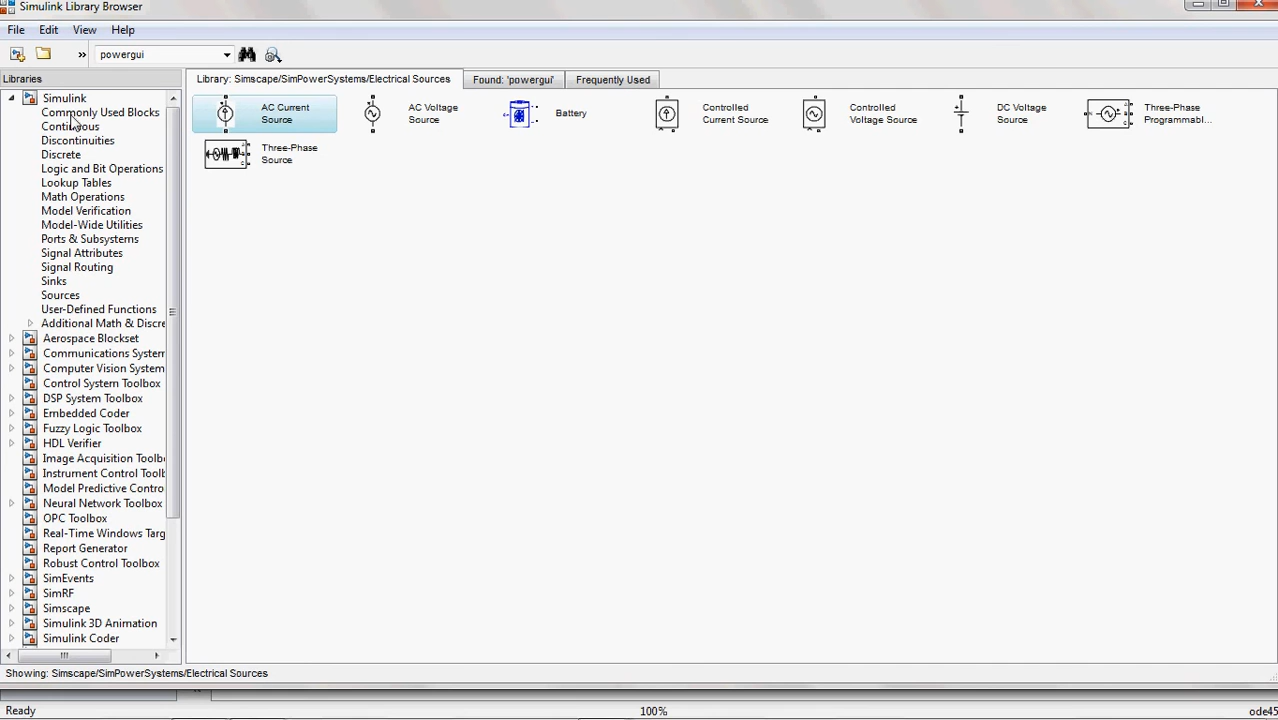 Simulink Library Browser
File Edit View Help
» powergui
Libraries
Library: Simscape/SimPowerSystems/Electrical Sources
Found: 'powergui'
Frequently Used
Simulink
Commonly Used Blocks
Continuous
Discontinuities
Discrete
Logic and Bit Operations
Lookup Tables
Math Operations
Model Verification
Model-Wide Utilities
Ports & Subsystems
Signal Attributes
Signal Routing
Sinks
Sources
User-Defined Functions
Additional Math & Discre
Aerospace Blockset
Communications System
Computer Vision System
Control System Toolbox
DSP System Toolbox
Embedded Coder
Fuzzy Logic Toolbox
HDL Verifier
Image Acquisition Toolbo
Instrument Control Toolb
Model Predictive Contro
Neural Network Toolbox
OPC Toolbox
Real-Time Windows Targ
Report Generator
Robust Control Toolbox
SimEvents
SimRF
Simscape
Simulink 3D Animation
Simulink Coder
AC Current
Source
AC Voltage
Source
Battery
Controlled
Current Source
Controlled
Voltage Source
DC Voltage
Source
Three-Phase
Programmabl...
Three-Phase
Source
Showing: Simscape/SimPowerSystems/Electrical Sources
Ready 100% ode45